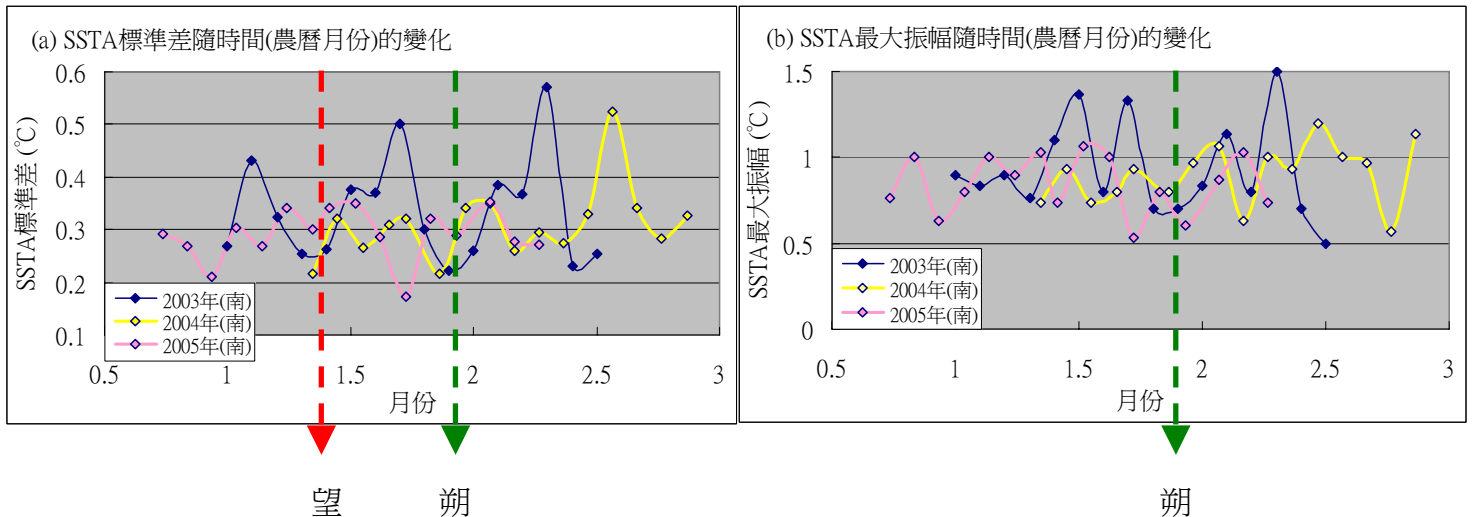 (a) SSTA標準差隨時間(農曆月份)的變化
SSTA標準差 (℃)
0.6
0.5
0.4
0.3
0.2
0.1
2003年(南)
2004年(南)
2005年(南)
0.5 1 1.5 2 2.5 3
月份
望 朔
(b) SSTA最大振幅隨時間(農曆月份)的變化
SSTA最大振幅 (℃)
1.5
1
0.5
0
2003年(南)
2004年(南)
2005年(南)
0.5 1 1.5 2 2.5 3
月份
朔